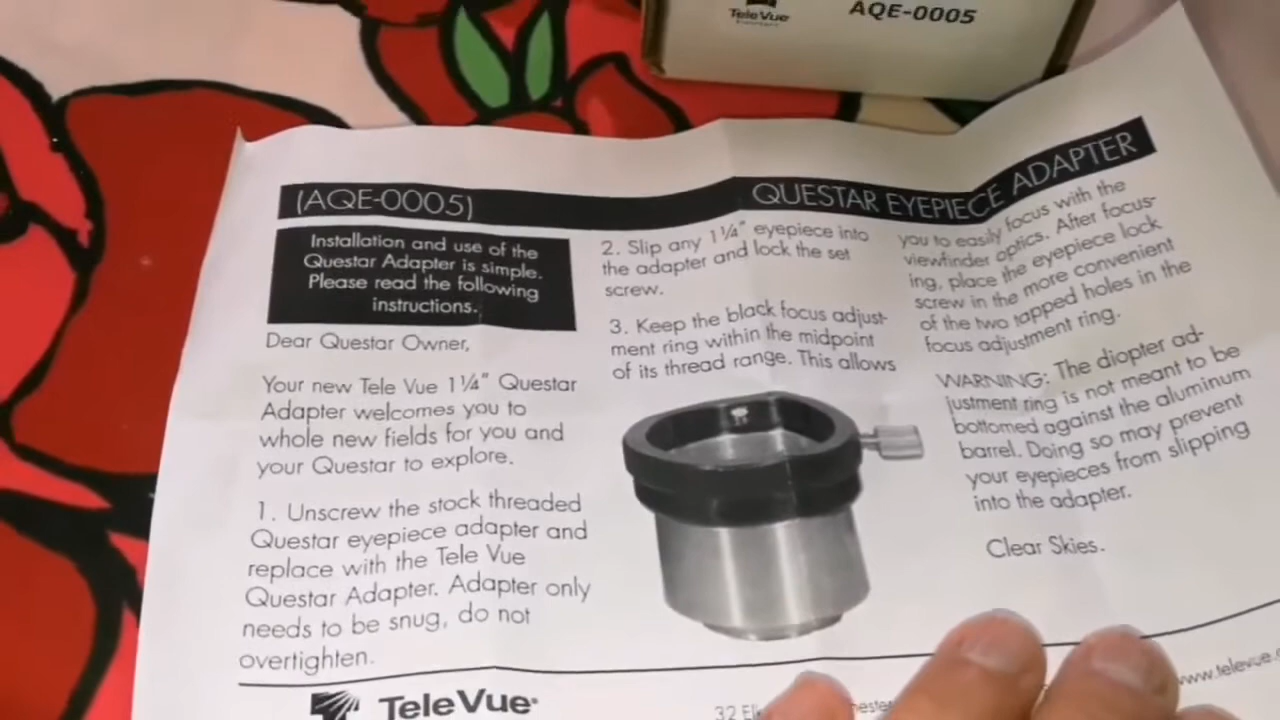 Tele Vue
AQE-0005
(AQE-0005)
QUESTAR EYEPIECE ADAPTER
Installation and use of the
Questar Adapter is simple.
Please read the following
instructions.
Dear Questar Owner,
Your new Tele Vue 1¼" Questar
Adapter welcomes you to
whole new fields for you and
your Questar to explore.
1. Unscrew the stock threaded
Questar eyepiece adapter and
replace with the Tele Vue
Questar Adapter. Adapter only
needs to be snug, do not
overtighten.
2. Slip any 1¼" eyepiece into
the adapter and lock the set
screw.
3. Keep the black focus adjust-
ment ring within the midpoint
of its thread range. This allows
you to easily focus with the
viewfinder optics. After focus-
ing, place the eyepiece lock
screw in the more convenient
of the two tapped holes in the
focus adjustment ring.
WARNING: The diopter ad-
justment ring is not meant to be
bottomed against the aluminum
barrel. Doing so may prevent
your eyepieces from slipping
into the adapter.
Clear Skies.
Tele Vue®
32
www.televue.